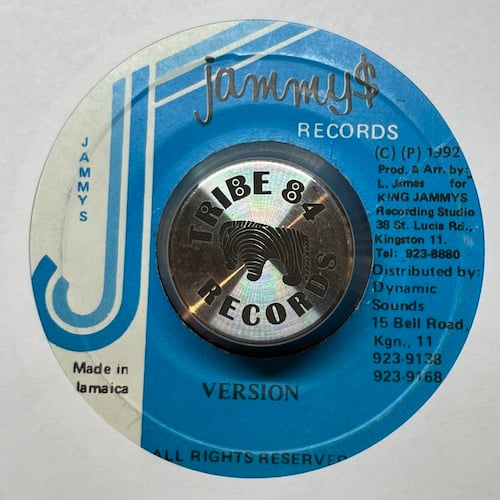 jammy$
RECORDS
JAMMYS
(C) (P) 1992
Prod. & Arr. by:
L. James for
KING JAMMYS
Recording Studio
38 St. Lucia Rd.,
Kingston 11.
Tel: 923-8880
Distributed by:
Dynamic
Sounds
15 Bell Road,
Kgn., 11
923-9138
923-9168
TRIBE 84
RECORDS
Made in
Jamaica
VERSION
ALL RIGHTS RESERVED